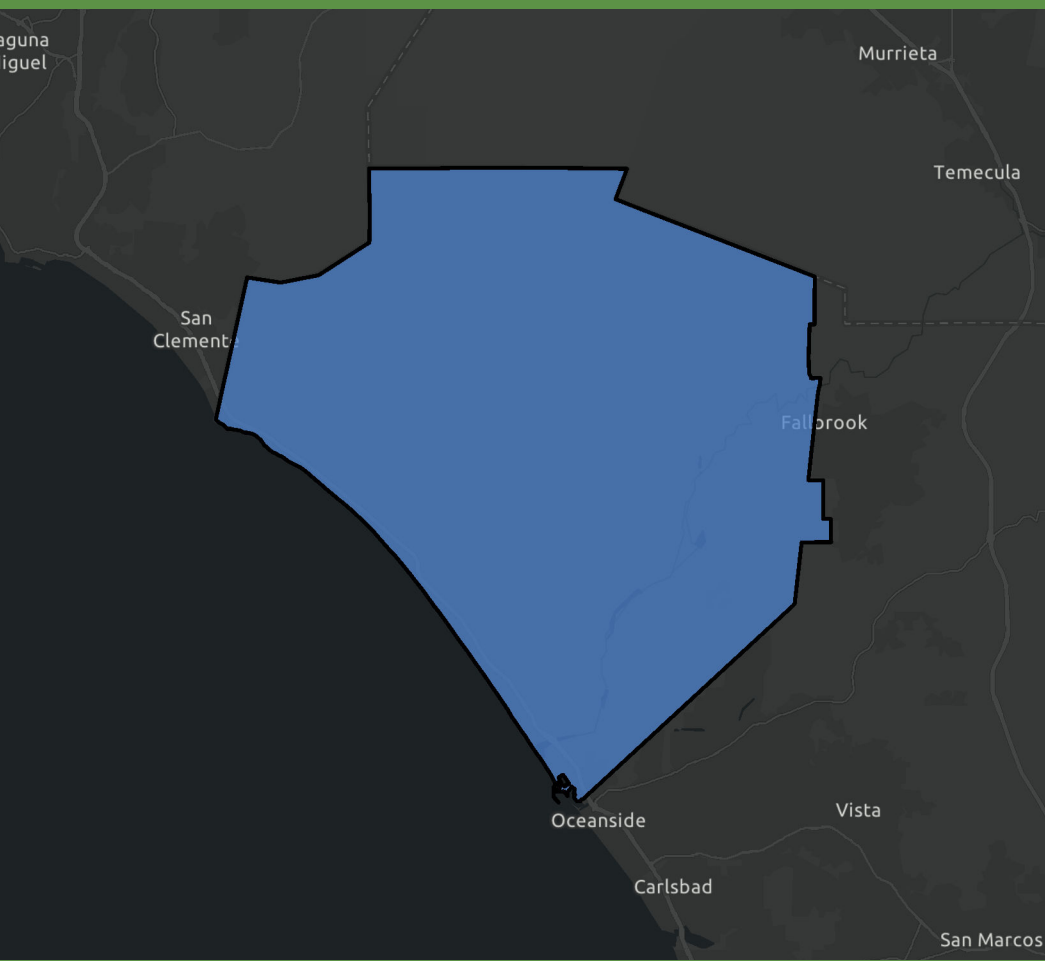 aguna
iguel
Murrieta
Temecula
San
Clemente
Fallbrook
Oceanside
Vista
Carlsbad
San Marcos